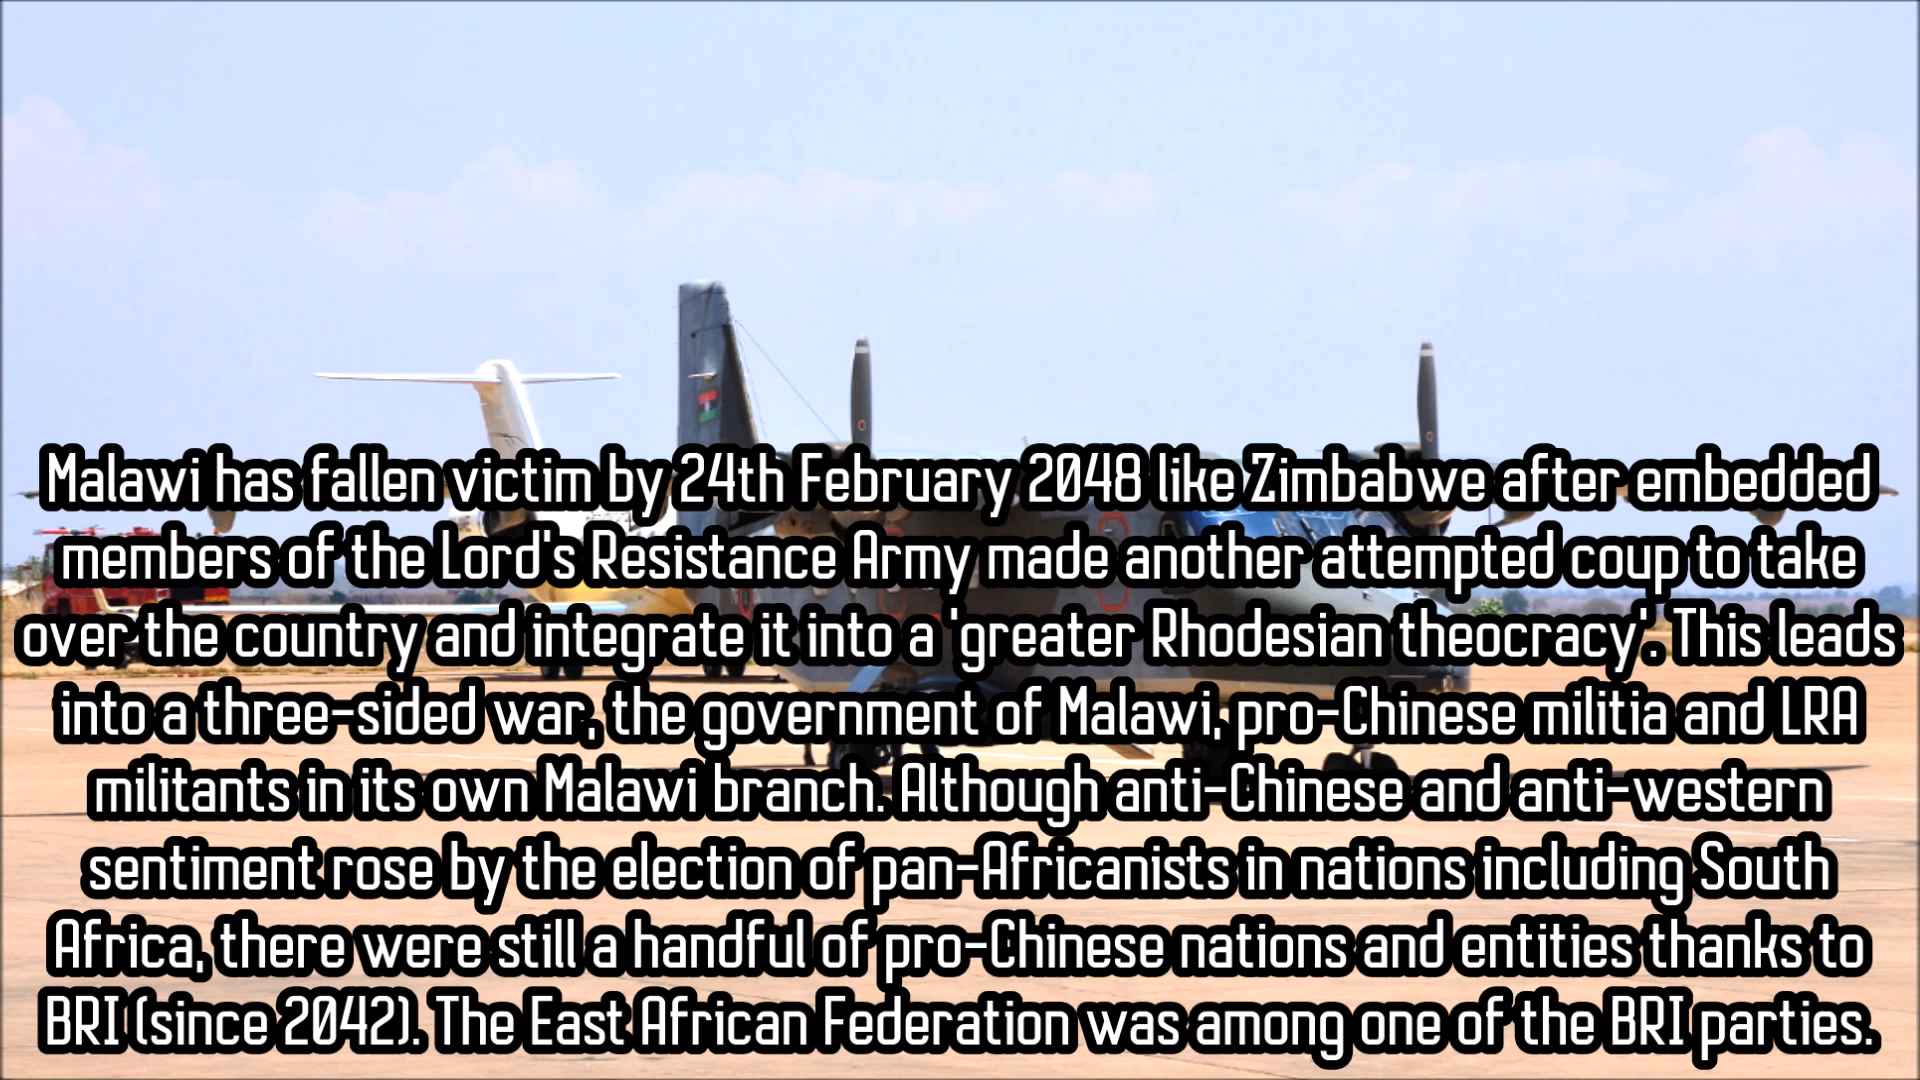 Malawi has fallen victim by 24th February 2048 like Zimbabwe after embedded
members of the Lord's Resistance Army made another attempted coup to take
over the country and integrate it into a 'greater Rhodesian theocracy'. This leads
into a three-sided war, the government of Malawi, pro-Chinese militia and LRA
militants in its own Malawi branch. Although anti-Chinese and anti-western
sentiment rose by the election of pan-Africanists in nations including South
Africa, there were still a handful of pro-Chinese nations and entities thanks to
BRI (since 2042). The East African Federation was among one of the BRI parties.